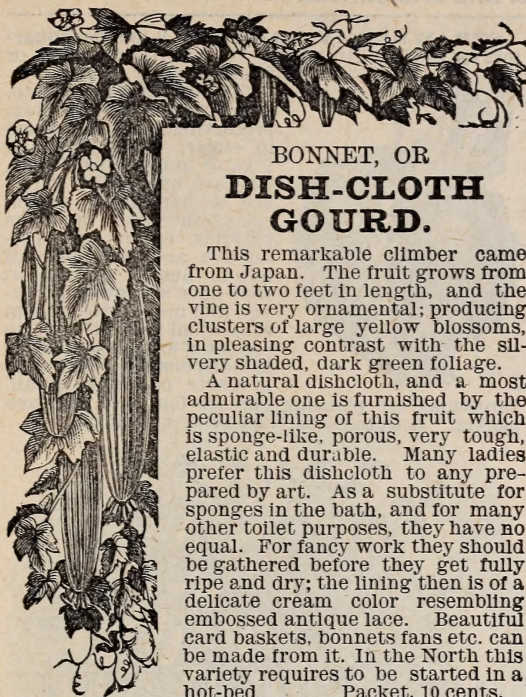 BONNET, OR
DISH-CLOTH
GOURD.
This remarkable climber came
from Japan. The fruit grows from
one to two feet in length, and the
vine is very ornamental; producing
clusters of large yellow blossoms,
in pleasing contrast with the sil-
very shaded, dark green foliage.
A natural dishcloth, and a most
admirable one is furnished by the
peculiar lining of this fruit which
is sponge-like, porous, very tough,
elastic and durable. Many ladies
prefer this dishcloth to any pre-
pared by art. As a substitute for
sponges in the bath, and for many
other toilet purposes, they have no
equal. For fancy work they should
be gathered before they get fully
ripe and dry; the lining then is of a
delicate cream color resembling
embossed antique lace. Beautiful
card baskets, bonnets fans etc. can
be made from it. In the North this
variety requires to be started in a
hot-bed Packet, 10 cents.